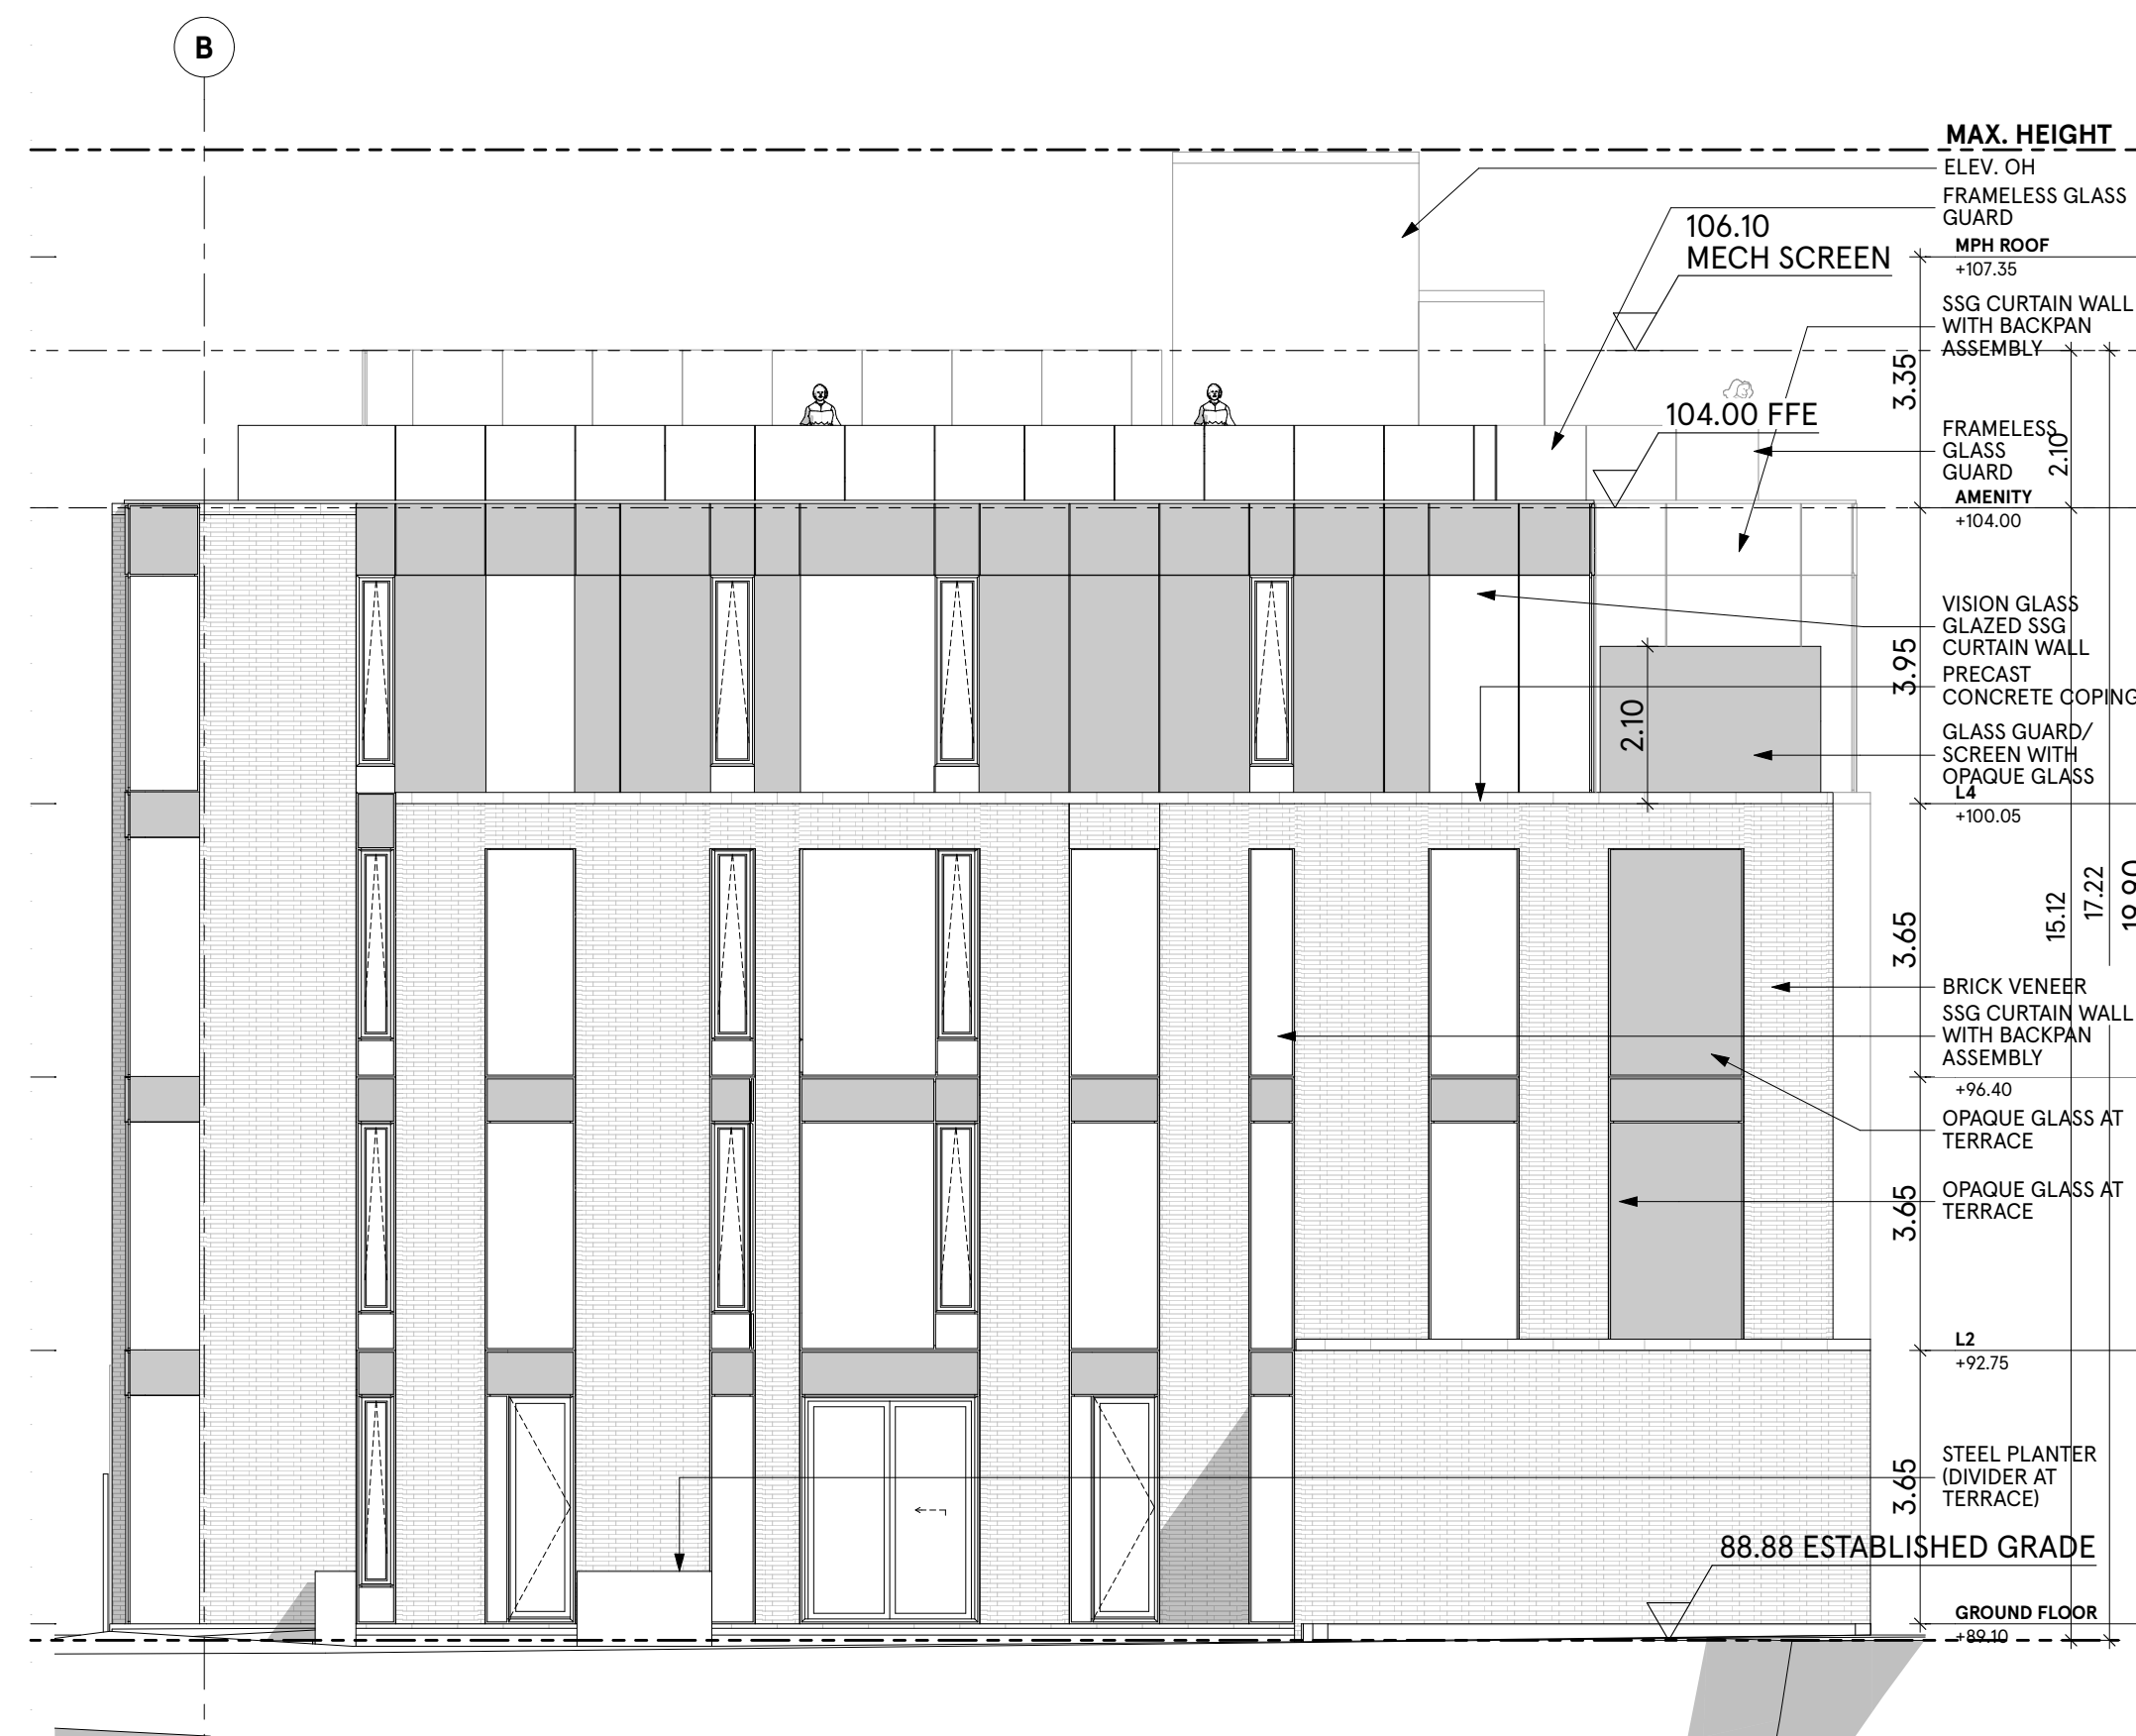 B
MAX. HEIGHT
ELEV. OH
FRAMELESS GLASS
GUARD
106.10
MECH SCREEN
MPH ROOF
+107.35
SSG CURTAIN WALL
WITH BACKPAN
ASSEMBLY
3.35
104.00 FFE
FRAMELESS
GLASS
GUARD
2.10
AMENITY
+104.00
VISION GLASS
GLAZED SSG
CURTAIN WALL
3.95
PRECAST
CONCRETE COPING
2.10
GLASS GUARD/
SCREEN WITH
OPAQUE GLASS
L4
+100.05
3.65
15.12
17.22
BRICK VENEER
SSG CURTAIN WALL
WITH BACKPAN
ASSEMBLY
+96.40
OPAQUE GLASS AT
TERRACE
3.65
OPAQUE GLASS AT
TERRACE
L2
+92.75
STEEL PLANTER
(DIVIDER AT
TERRACE)
3.65
88.88 ESTABLISHED GRADE
GROUND FLOOR
+89.10